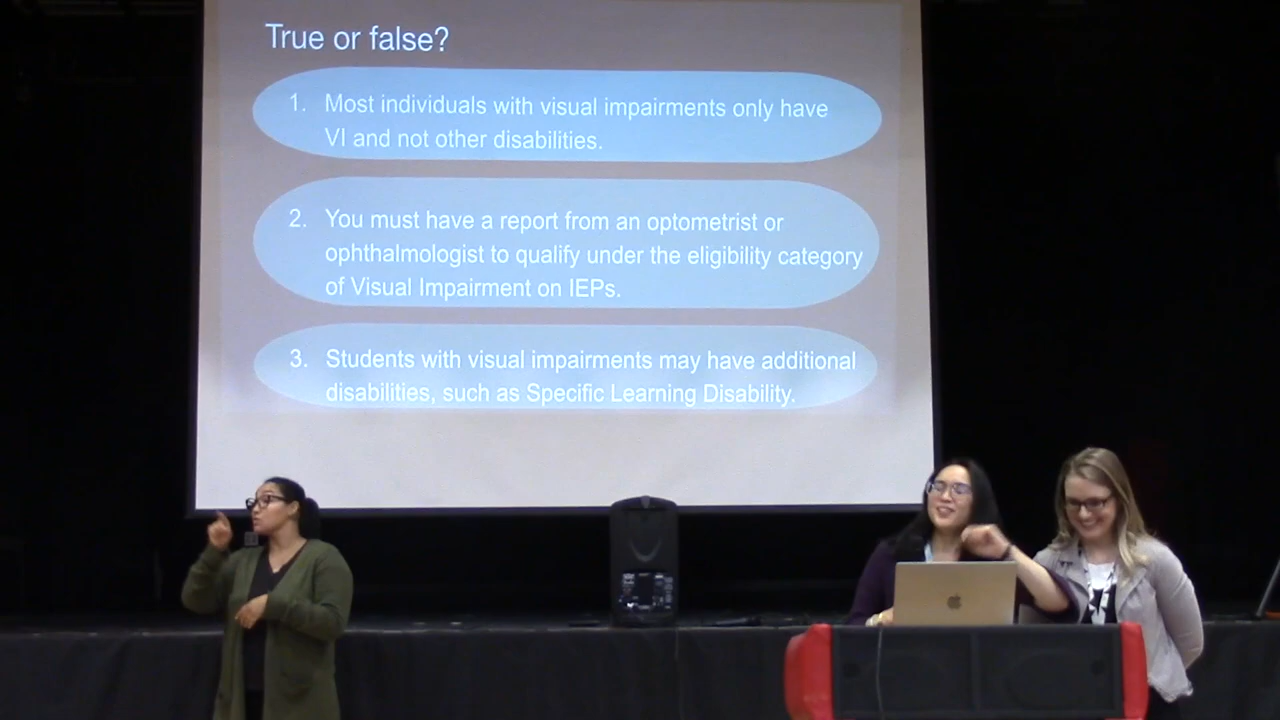 True or false?
1. Most individuals with visual impairments only have
VI and not other disabilities.
2. You must have a report from an optometrist or
ophthalmologist to qualify under the eligibility category
of Visual Impairment on IEPs.
3. Students with visual impairments may have additional
disabilities, such as Specific Learning Disability.